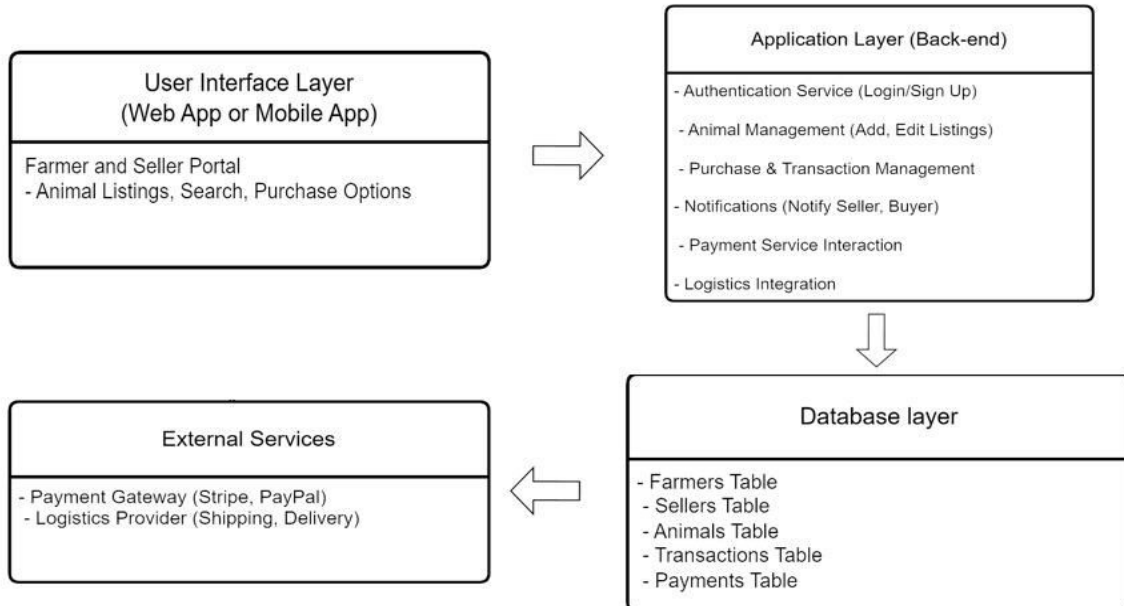 User Interface Layer
(Web App or Mobile App)
Farmer and Seller Portal
- Animal Listings, Search, Purchase Options
Application Layer (Back-end)
- Authentication Service (Login/Sign Up)
- Animal Management (Add, Edit Listings)
- Purchase & Transaction Management
- Notifications (Notify Seller, Buyer)
- Payment Service Interaction
- Logistics Integration
Database layer
- Farmers Table
- Sellers Table
- Animals Table
- Transactions Table
- Payments Table
External Services
- Payment Gateway (Stripe, PayPal)
- Logistics Provider (Shipping, Delivery)